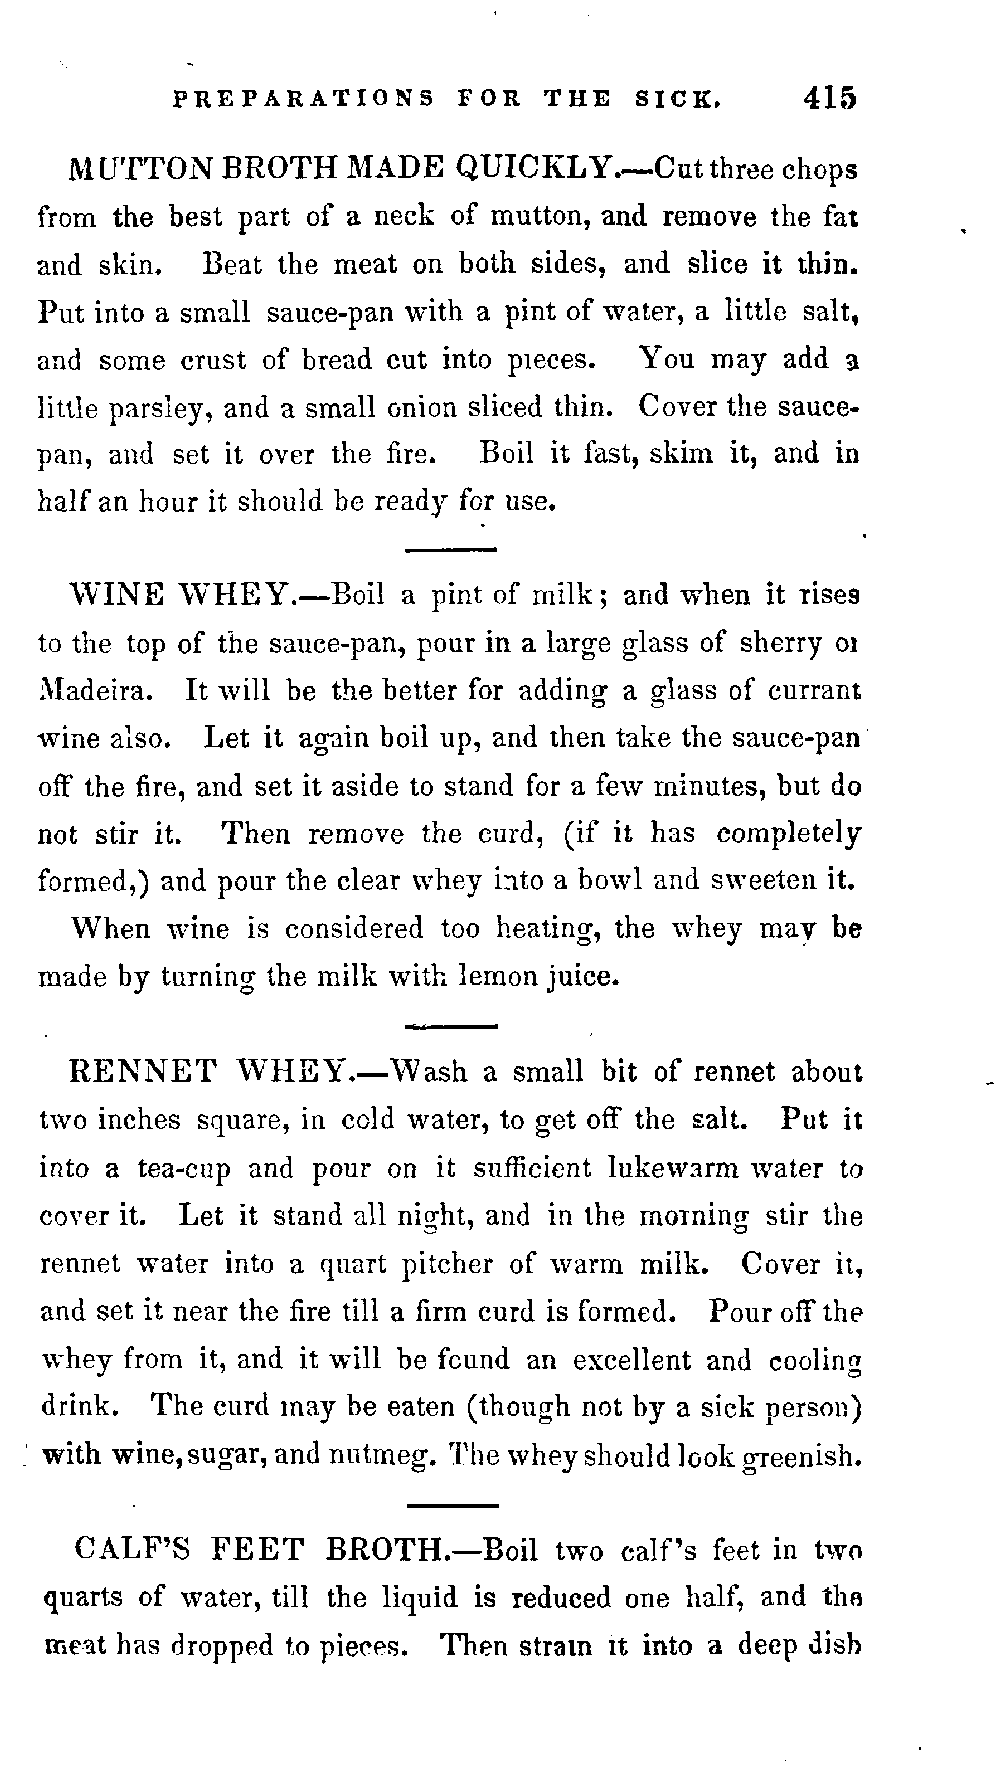 PREPARATIONS FOR THE SICK. 415
MUTTON BROTH MADE QUICKLY.—Cut three chops
from the best part of a neck of mutton, and remove the fat
and skin. Beat the meat on both sides, and slice it thin.
Put into a small sauce-pan with a pint of water, a little salt,
and some crust of bread cut into pieces. You may add a
little parsley, and a small onion sliced thin. Cover the sauce-
pan, and set it over the fire. Boil it fast, skim it, and in
half an hour it should be ready for use.
WINE WHEY.—Boil a pint of milk; and when it rises
to the top of the sauce-pan, pour in a large glass of sherry or
Madeira. It will be the better for adding a glass of currant
wine also. Let it again boil up, and then take the sauce-pan
off the fire, and set it aside to stand for a few minutes, but do
not stir it. Then remove the curd, (if it has completely
formed,) and pour the clear whey into a bowl and sweeten it.
When wine is considered too heating, the whey may be
made by turning the milk with lemon juice.
RENNET WHEY.—Wash a small bit of rennet about
two inches square, in cold water, to get off the salt. Put it
into a tea-cup and pour on it sufficient lukewarm water to
cover it. Let it stand all night, and in the morning stir the
rennet water into a quart pitcher of warm milk. Cover it,
and set it near the fire till a firm curd is formed. Pour off the
whey from it, and it will be found an excellent and cooling
drink. The curd may be eaten (though not by a sick person)
with wine, sugar, and nutmeg. The whey should look greenish.
CALF'S FEET BROTH.—Boil two calf's feet in two
quarts of water, till the liquid is reduced one half, and the
meat has dropped to pieces. Then strain it into a deep dish